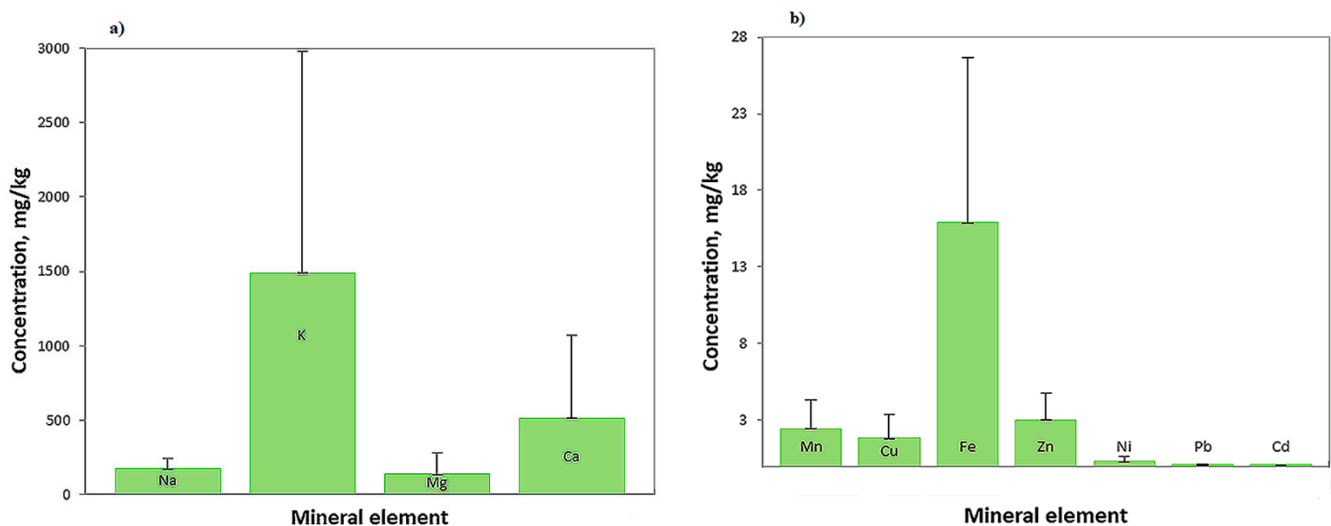 a)
3000
2500
2000
1500
1000
500
0
Concentration, mg/kg
Na
K
Mg
Ca
Mineral element
b)
28
23
18
13
8
3
Concentration, mg/kg
Mn
Cu
Fe
Zn
Ni
Pb
Cd
Mineral element